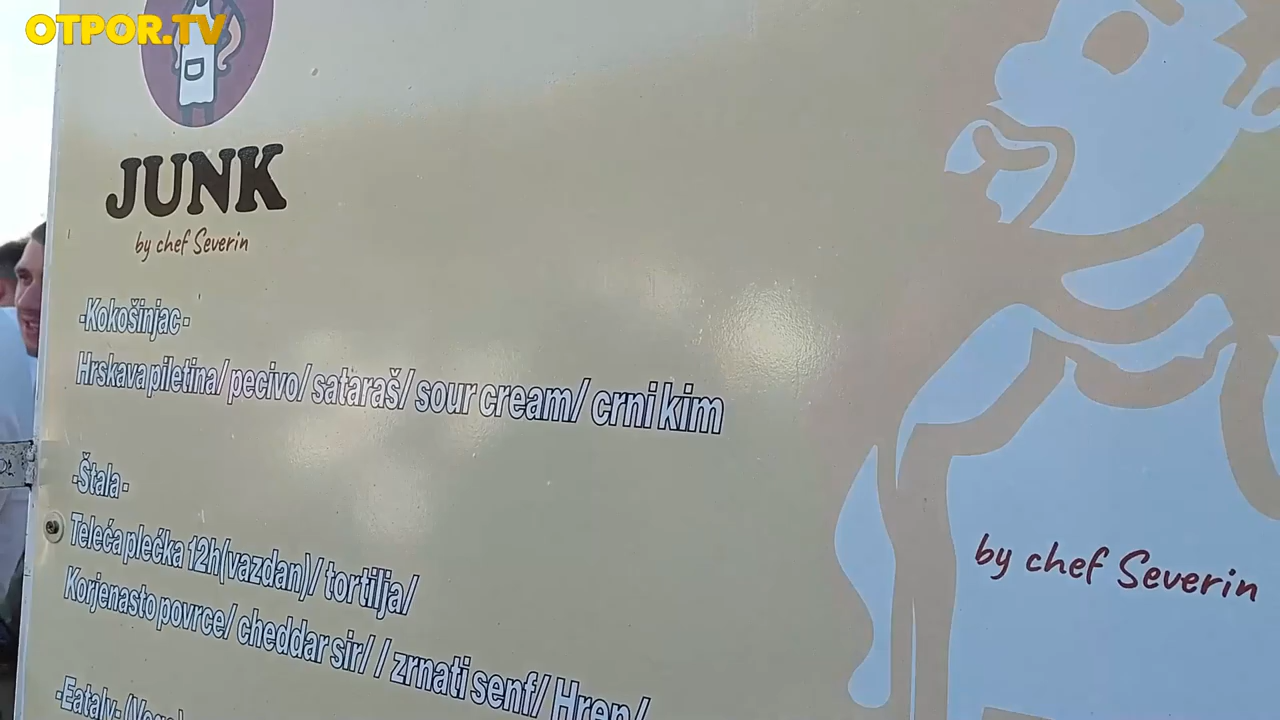 OTPOR.TV
JUNK
by chef Severin
-Kokošinjac-
Hrskava piletina/ pecivo/ sataraš/ sour cream/ crni kim
-Štala-
Teleća plećka 12h(vazdan)/ tortilja/
Korjenasto povrce/ cheddar sir/ / zrnati senf/ Hren/
-Eataly-
by chef Severin